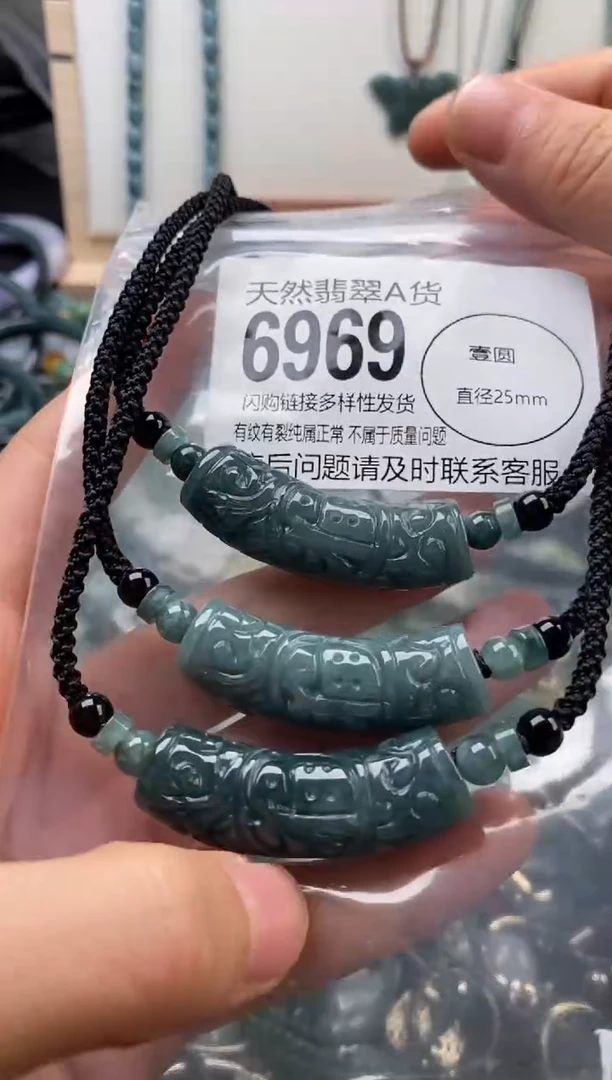 天然翡翠A货
6969
壹圆
直径25mm
闪购链接多样性发货
有纹有裂纯属正常 不属于质量问题
后问题请及时联系客服